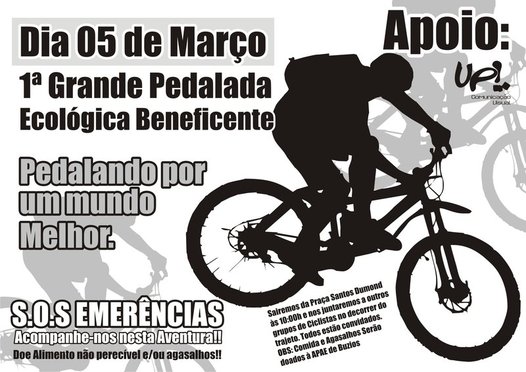 Dia 05 de Março
1ª Grande Pedalada
Ecológica Beneficente
Apoio:
UP!
Comunicação
Visual
Pedalando por
um mundo
Melhor.
S.O.S EMERÊNCIAS
Acompanhe-nos nesta Aventura!!
Doe Alimento não perecível e/ou agasalhos!!
Sairemos da Praça Santos Dumond
às 10:00h e nos juntaremos a outros
grupos de Ciclistas no decorrer do
trajeto. Todos estão convidados.
OBS: Comida e Agasalhos Serão
doados à APAE de Buzios